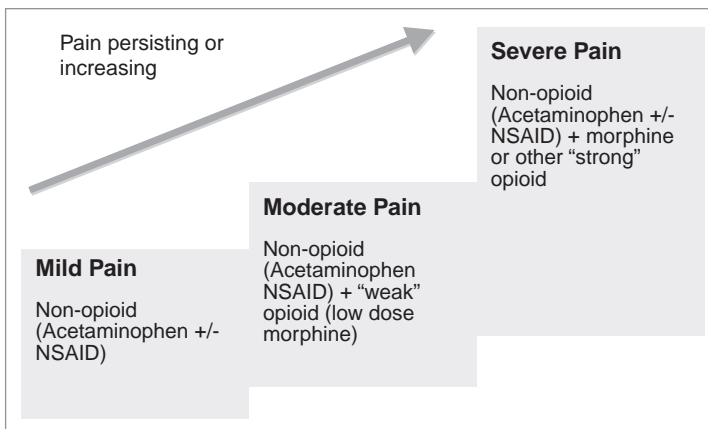 Pain persisting or
increasing
Severe Pain
Non-opioid
(Acetaminophen +/-
NSAID) + morphine
or other “strong”
opioid
Moderate Pain
Non-opioid
(Acetaminophen
NSAID) + “weak”
opioid (low dose
morphine)
Mild Pain
Non-opioid
(Acetaminophen +/-
NSAID)